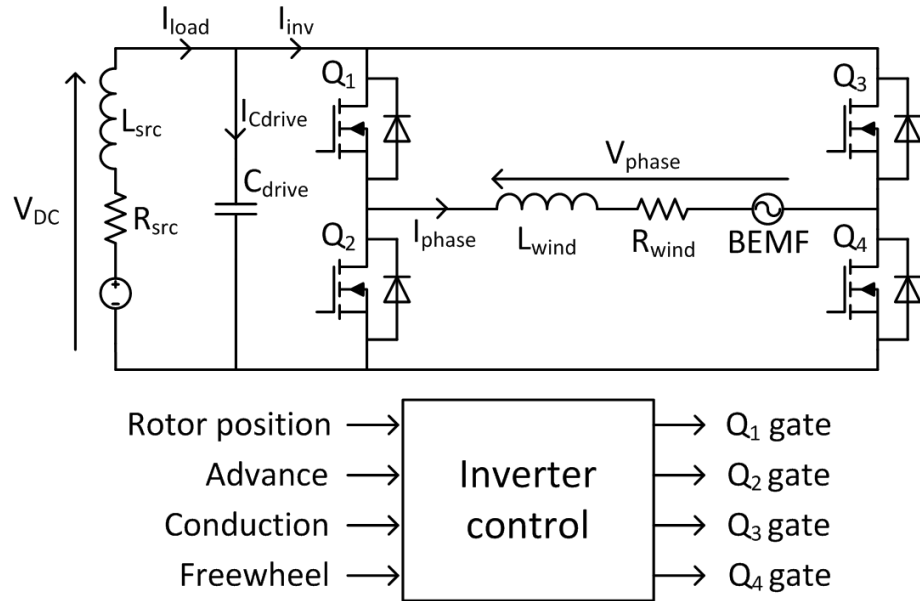 I_load
I_inv
Q_1
Q_3
L_src
I_Cdrive
V_phase
C_drive
V_DC
R_src
Q_2
I_phase
L_wind
R_wind
BEMF
Q_4
+
-
Rotor position
Advance
Conduction
Freewheel
Inverter
control
Q_1 gate
Q_2 gate
Q_3 gate
Q_4 gate